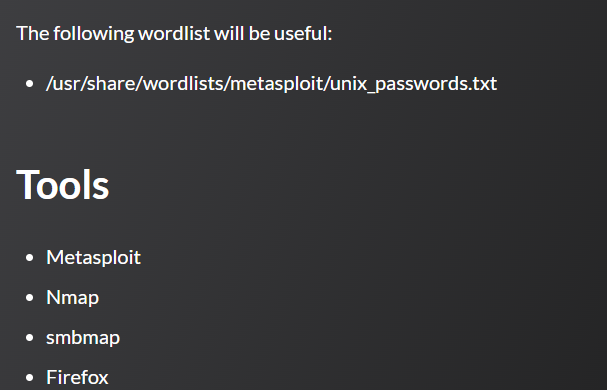 The following wordlist will be useful:
• /usr/share/wordlists/metasploit/unix_passwords.txt
Tools
• Metasploit
• Nmap
• smbmap
• Firefox